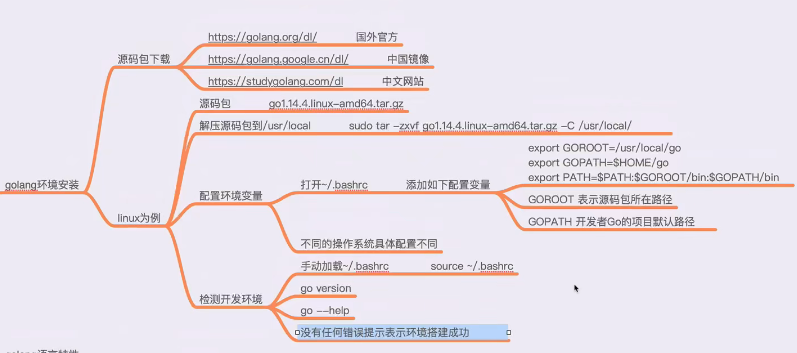 golang环境安装
源码包下载
https://golang.org/dl/ 国外官方
https://golang.google.cn/dl/ 中国镜像
https://studygolang.com/dl 中文网站
linux为例
源码包 go1.14.4.linux-amd64.tar.gz
解压源码包到/usr/local sudo tar -zxvf go1.14.4.linux-amd64.tar.gz -C /usr/local/
配置环境变量
打开~/.bashrc 添加如下配置变量
export GOROOT=/usr/local/go
export GOPATH=$HOME/go
export PATH=$PATH:$GOROOT/bin:$GOPATH/bin
GOROOT 表示源码包所在路径
GOPATH 开发者Go的项目默认路径
不同的操作系统具体配置不同
检测开发环境
手动加载~/.bashrc source ~/.bashrc
go version
go --help
没有任何错误提示表示环境搭建成功